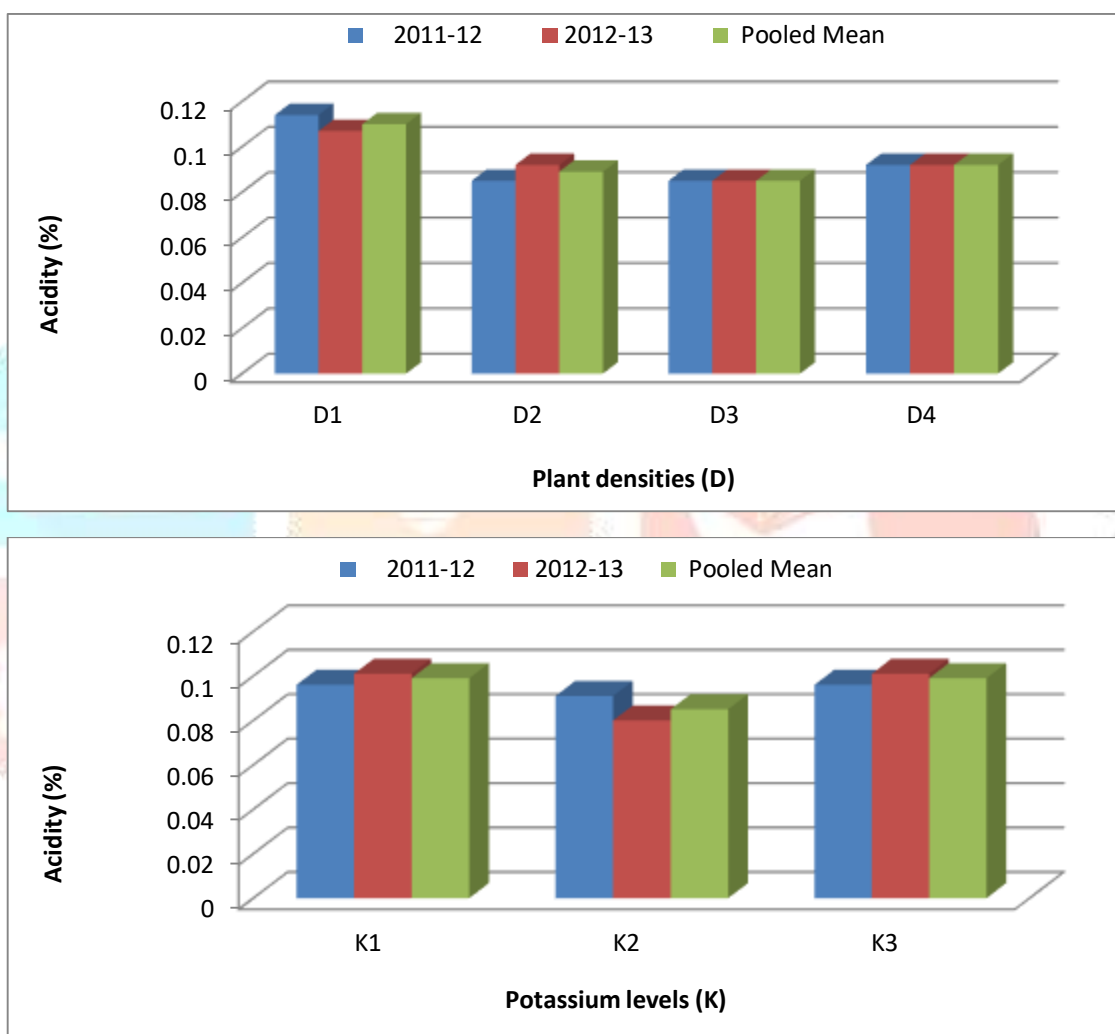 2011-12 2012-13 Pooled Mean
0.12
0.1
0.08
0.06
0.04
0.02
0
Acidity (%)
D1 D2 D3 D4
Plant densities (D)
2011-12 2012-13 Pooled Mean
0.12
0.1
0.08
0.06
0.04
0.02
0
Acidity (%)
K1 K2 K3
Potassium levels (K)